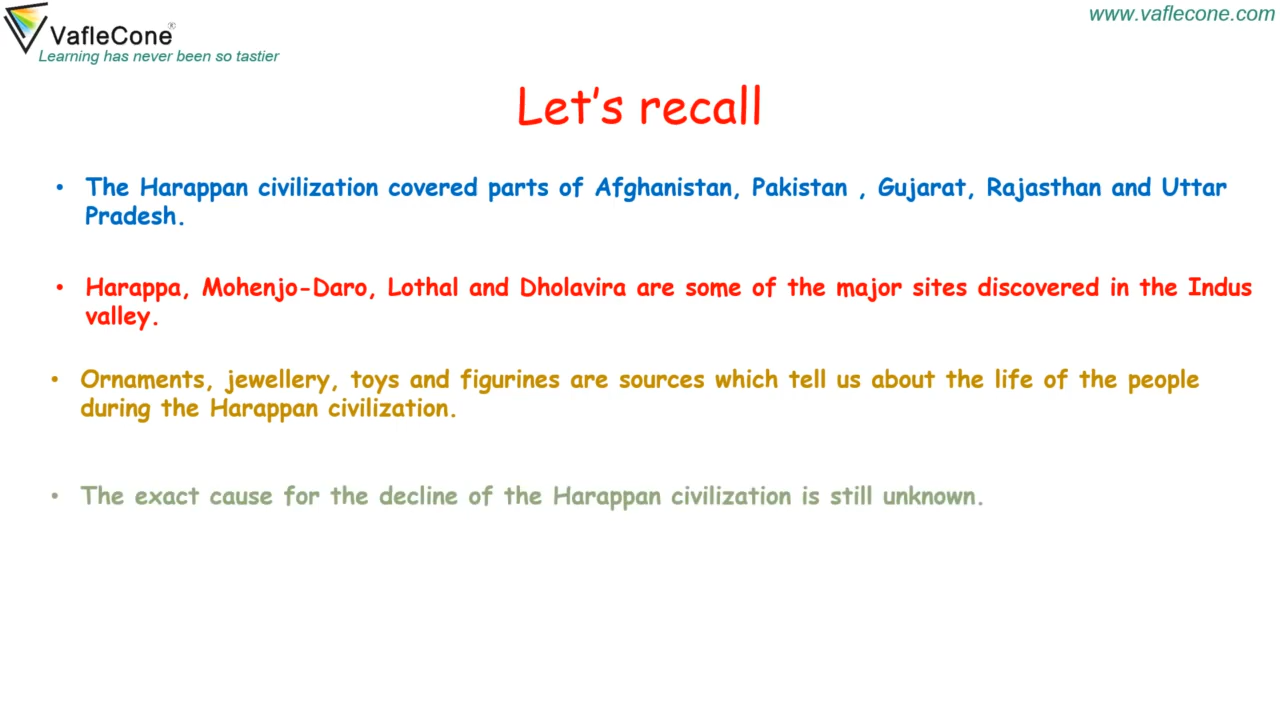 VafleCone®
www.vaflecone.com
Learning has never been so tastier
Let's recall
• The Harappan civilization covered parts of Afghanistan, Pakistan , Gujarat, Rajasthan and Uttar
Pradesh.
• Harappa, Mohenjo-Daro, Lothal and Dholavira are some of the major sites discovered in the Indus
valley.
• Ornaments, jewellery, toys and figurines are sources which tell us about the life of the people
during the Harappan civilization.
• The exact cause for the decline of the Harappan civilization is still unknown.